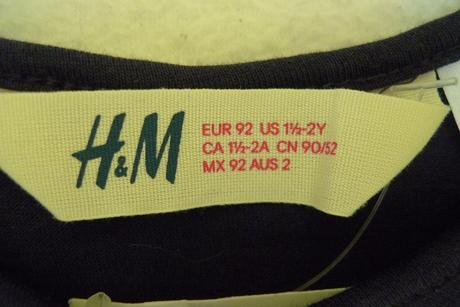 H&M
EUR 92 US 1½-2Y
CA 1½-2A CN 90/52
MX 92 AUS 2